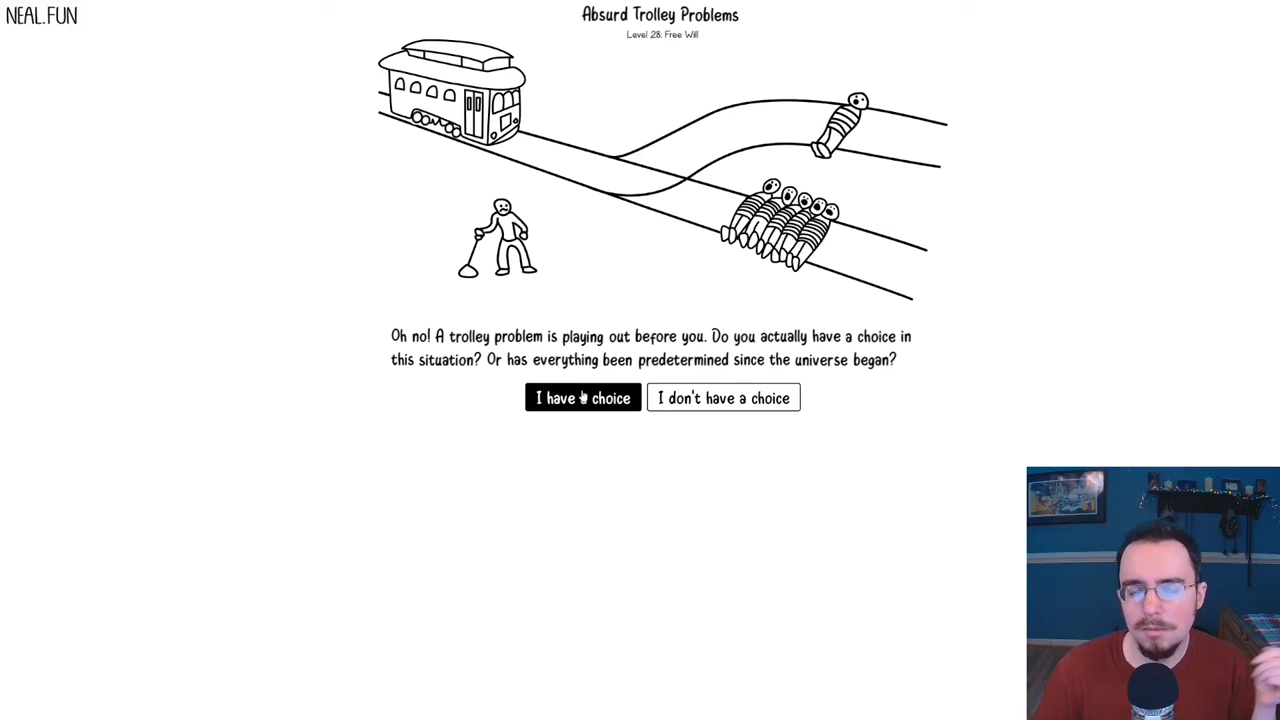 NEAL.FUN
Absurd Trolley Problems
Level 28: Free Will
Oh no! A trolley problem is playing out before you. Do you actually have a choice in
this situation? Or has everything been predetermined since the universe began?
I have choice
I don't have a choice